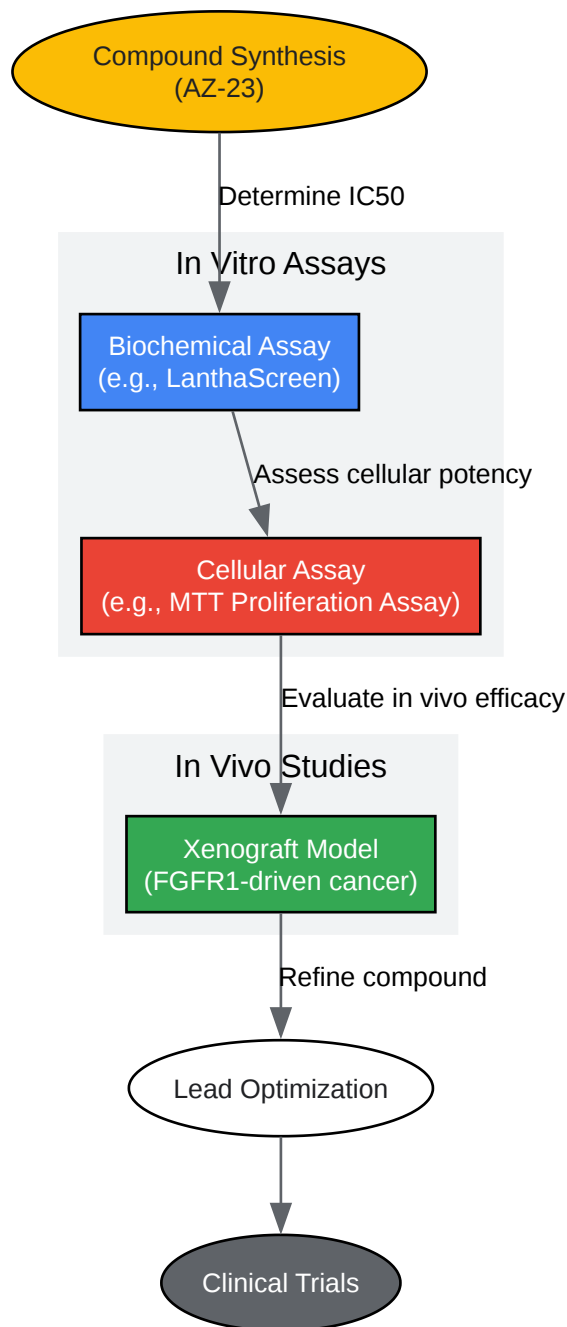 Compound Synthesis
(AZ-23)
Determine IC50
In Vitro Assays
Biochemical Assay
(e.g., LanthaScreen)
Assess cellular potency
Cellular Assay
(e.g., MTT Proliferation Assay)
Evaluate in vivo efficacy
In Vivo Studies
Xenograft Model
(FGFR1-driven cancer)
Refine compound
Lead Optimization
Clinical Trials